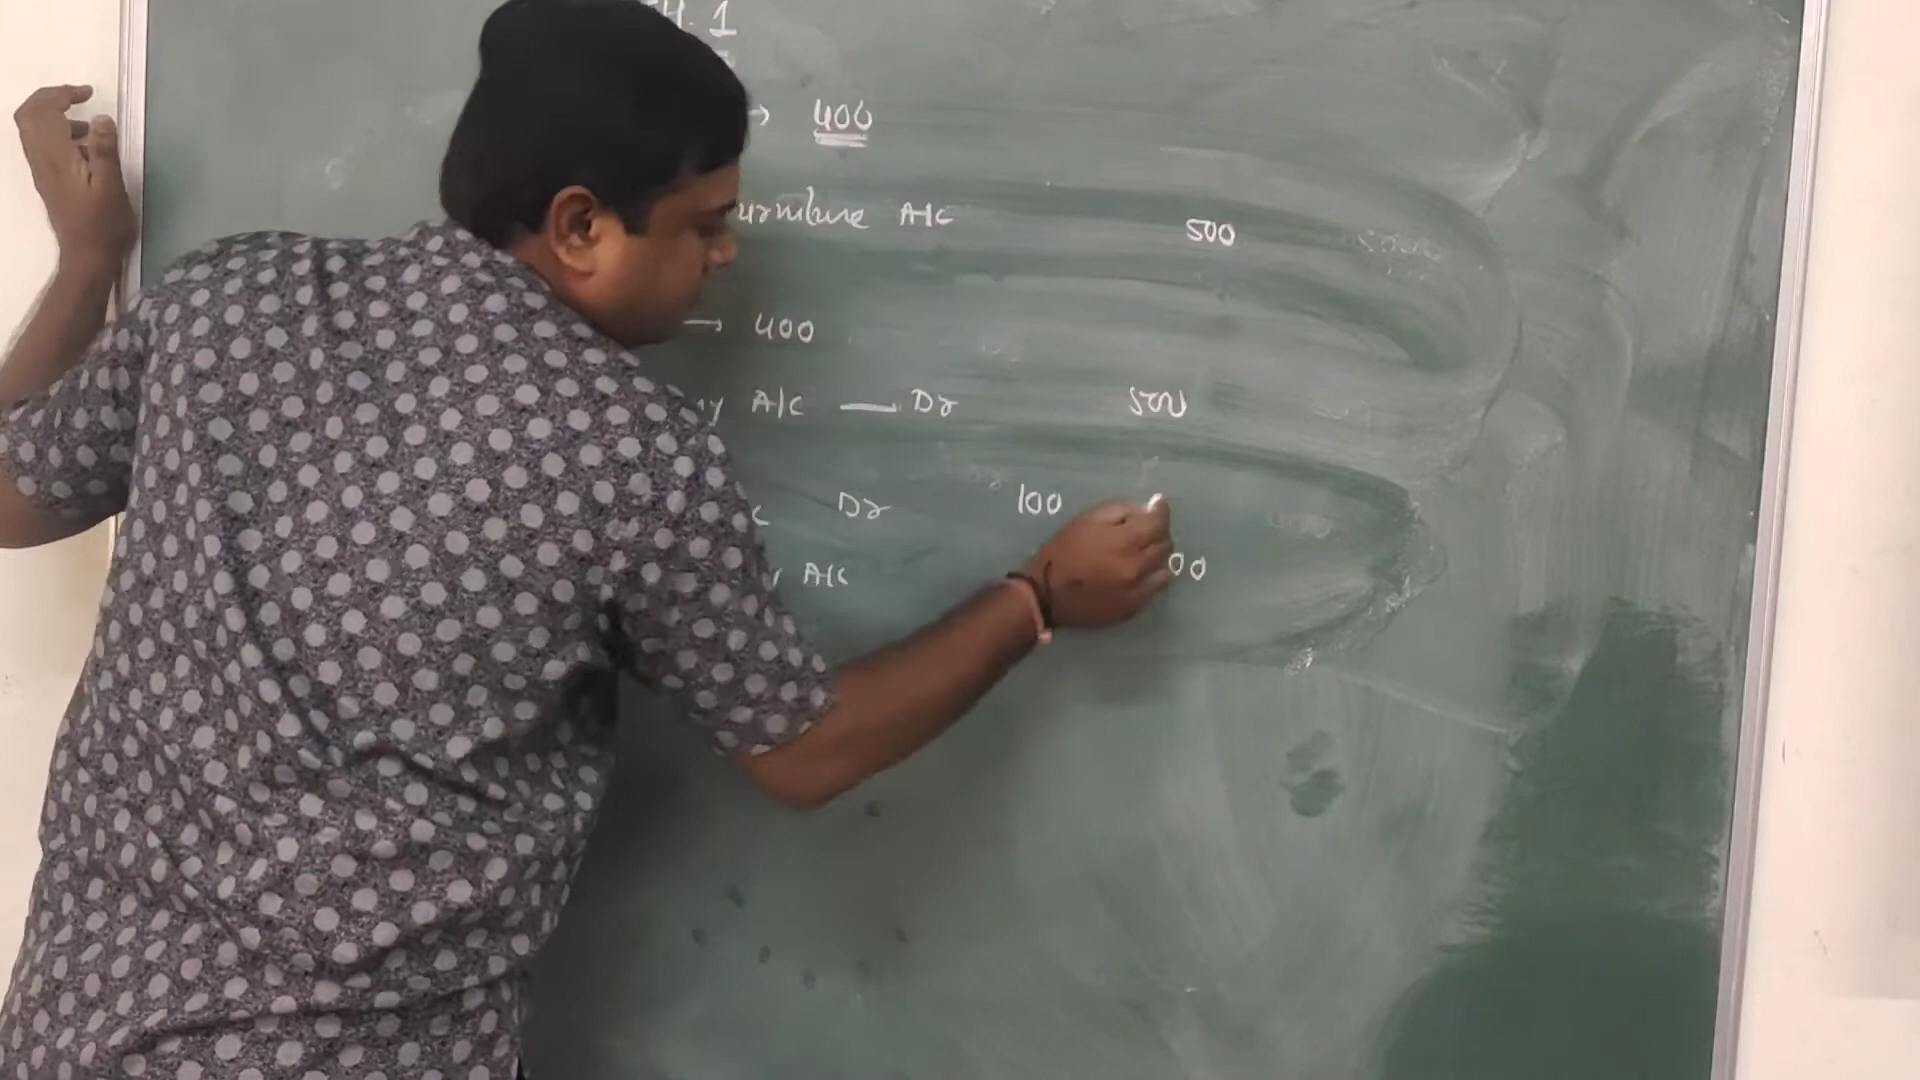 H. 1
→ 400
urniture A/C 500
→ 400
y A/C — Dr 500
c Dr 100
A/C 00